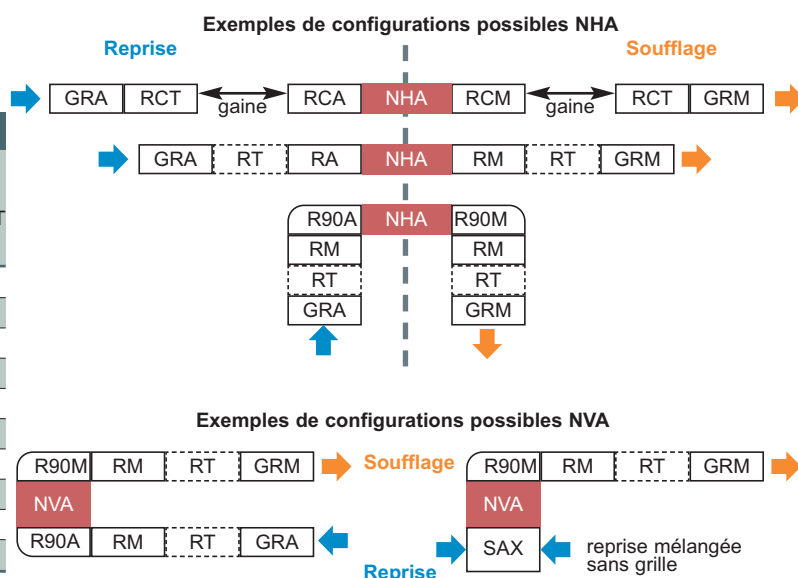 Exemples de configurations possibles NHA
Reprise Soufflage
GRA RCT gaine RCA NHA RCM gaine RCT GRM
GRA RT RA NHA RM RT GRM
T
R90A NHA R90M
RM RM
RT RT
GRA GRM
Exemples de configurations possibles NVA
R90M RM RT GRM Soufflage R90M RM RT GRM
NVA NVA
R90A RM RT GRA SAX reprise mélangée
sans grille
Reprise